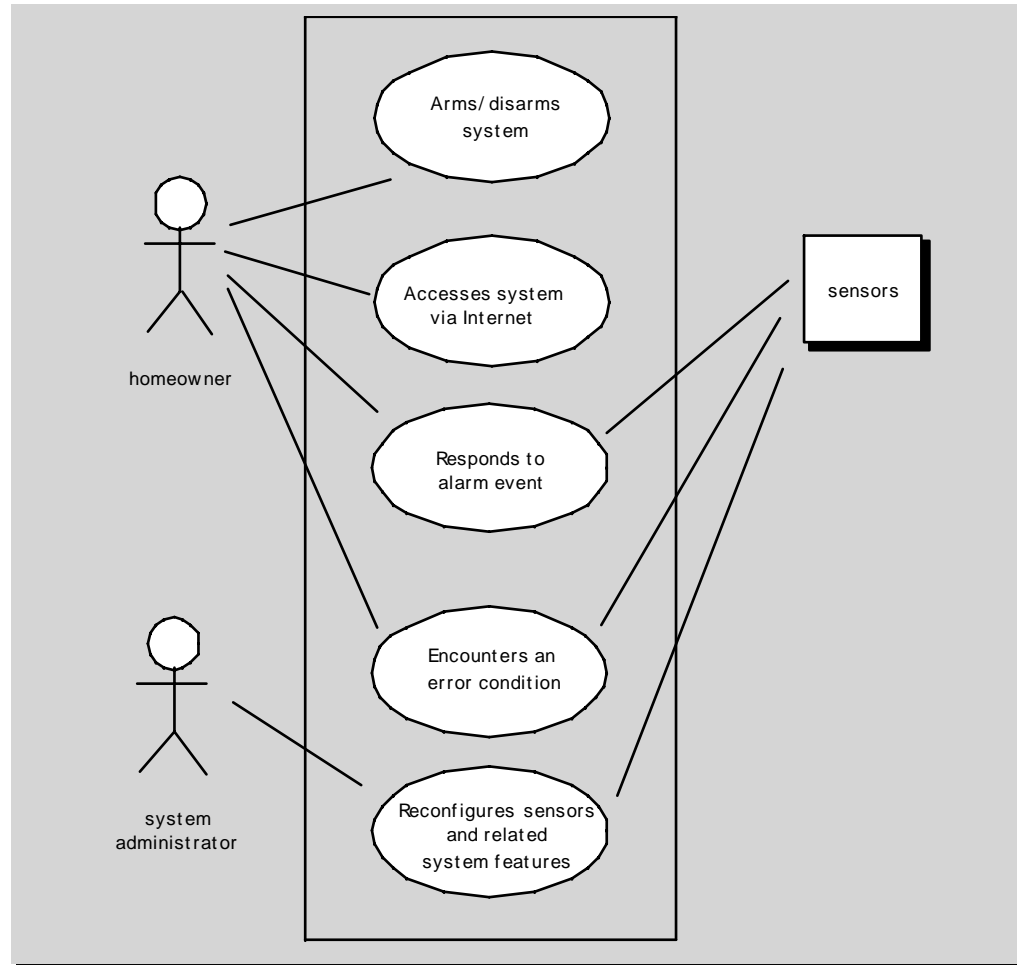 Arms/disarms
system
Accesses system
via Internet
sensors
homeowner
Responds to
alarm event
Encounters an
error condition
system
administrator
Reconfigures sensors
and related
system features